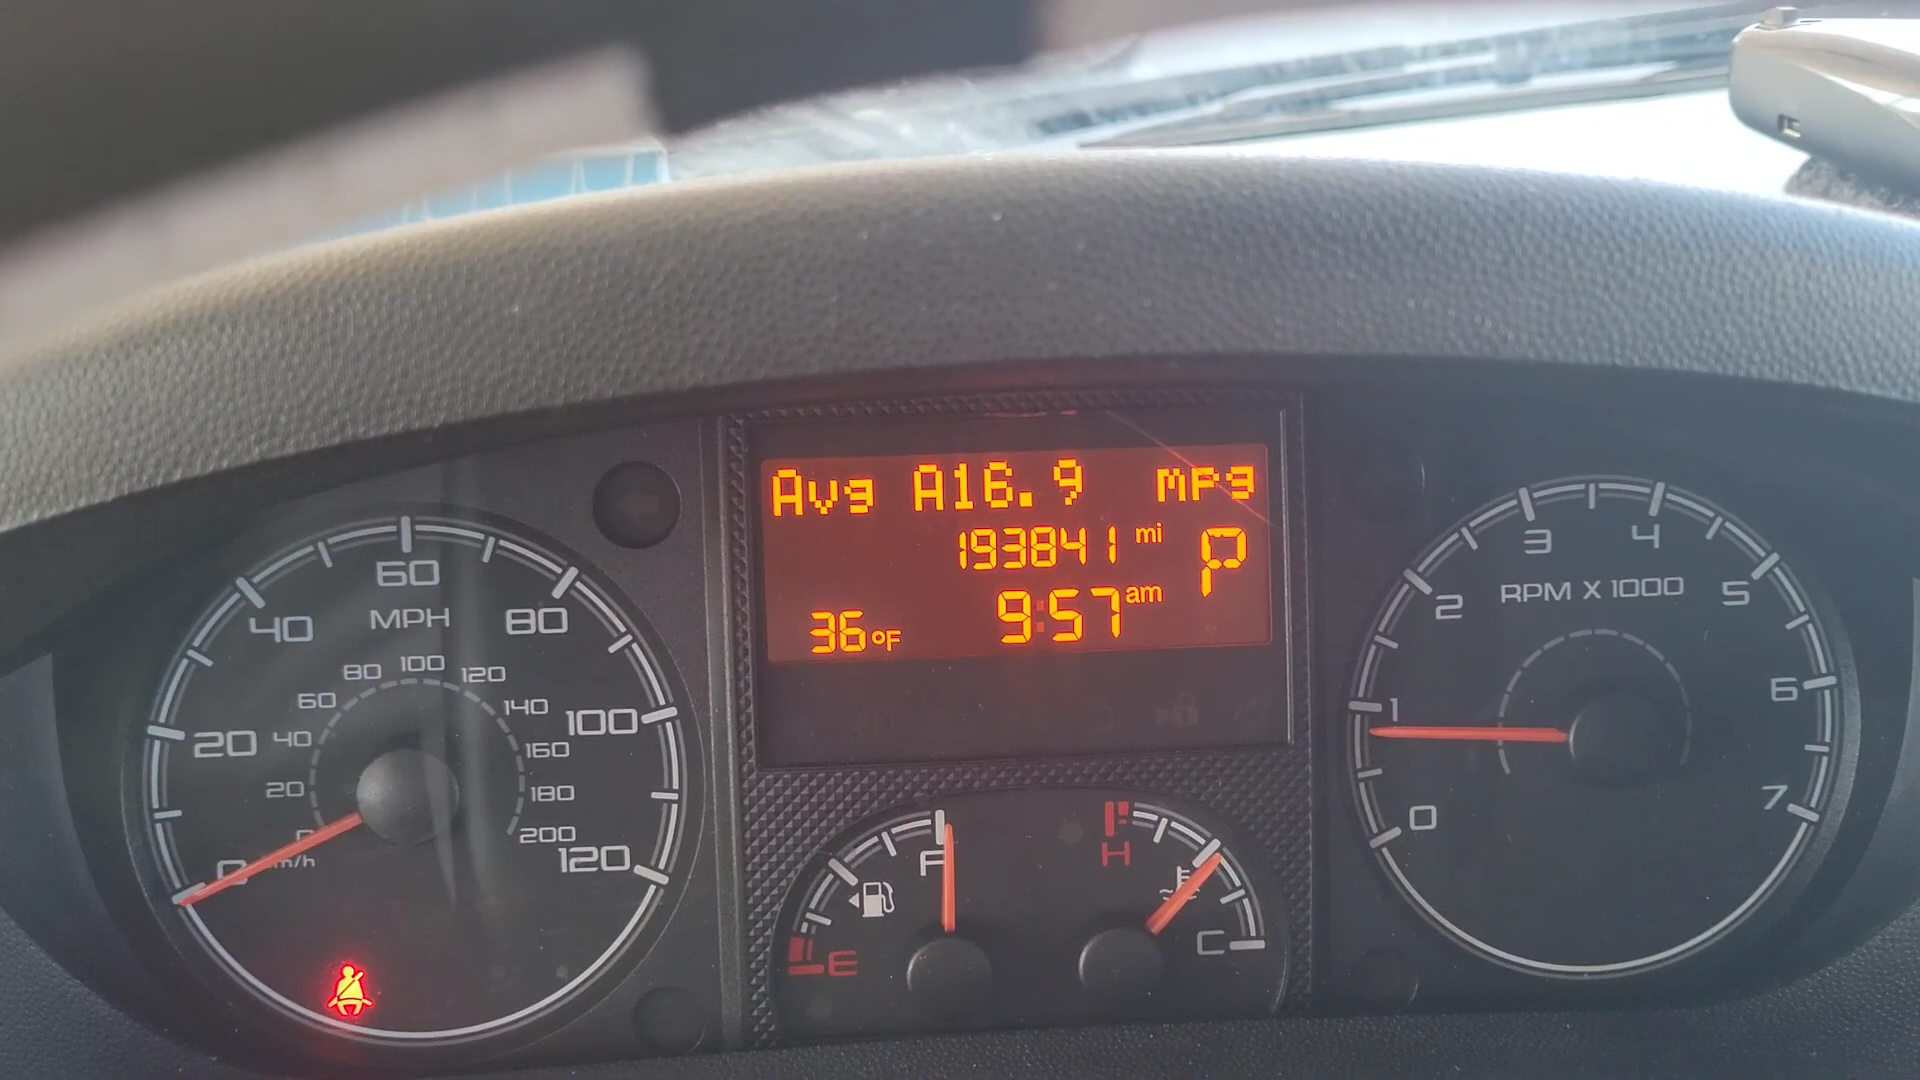 Avg A16.9 mpg
193841 mi P
36°F 9:57 am
0 20 40 60 80 100 120
MPH
0 20 40 60 80 100 120 140 160 180 200
km/h
F
E
H
C
0 1 2 3 4 5 6 7
RPM X 1000